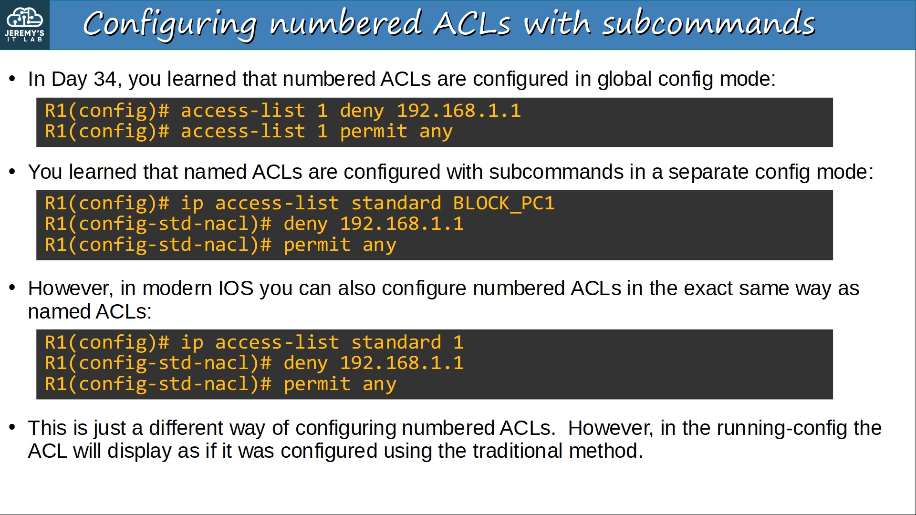 JEREMY'S
IT LAB
Configuring numbered ACLs with subcommands
• In Day 34, you learned that numbered ACLs are configured in global config mode:
R1(config)# access-list 1 deny 192.168.1.1
R1(config)# access-list 1 permit any
• You learned that named ACLs are configured with subcommands in a separate config mode:
R1(config)# ip access-list standard BLOCK_PC1
R1(config-std-nacl)# deny 192.168.1.1
R1(config-std-nacl)# permit any
• However, in modern IOS you can also configure numbered ACLs in the exact same way as
named ACLs:
R1(config)# ip access-list standard 1
R1(config-std-nacl)# deny 192.168.1.1
R1(config-std-nacl)# permit any
• This is just a different way of configuring numbered ACLs.  However, in the running-config the
ACL will display as if it was configured using the traditional method.